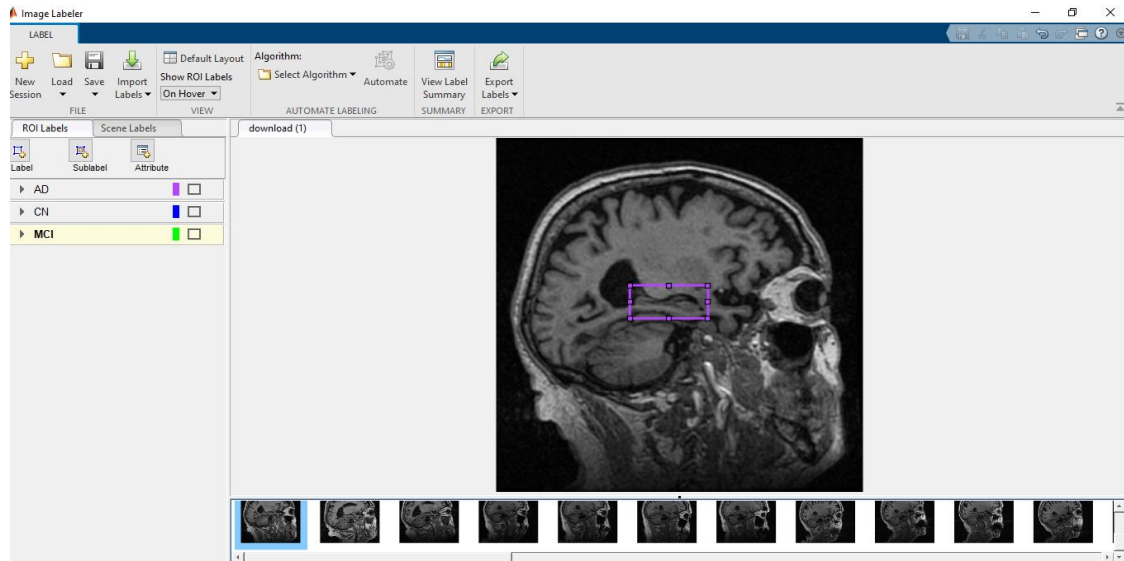 Image Labeler
LABEL
New Session
Load
Save
Import Labels
FILE
Default Layout
Show ROI Labels
On Hover
VIEW
Algorithm:
Select Algorithm
Automate
AUTOMATE LABELING
View Label Summary
SUMMARY
Export Labels
EXPORT
ROI Labels
Scene Labels
download (1)
Label
Sublabel
Attribute
AD
CN
MCI